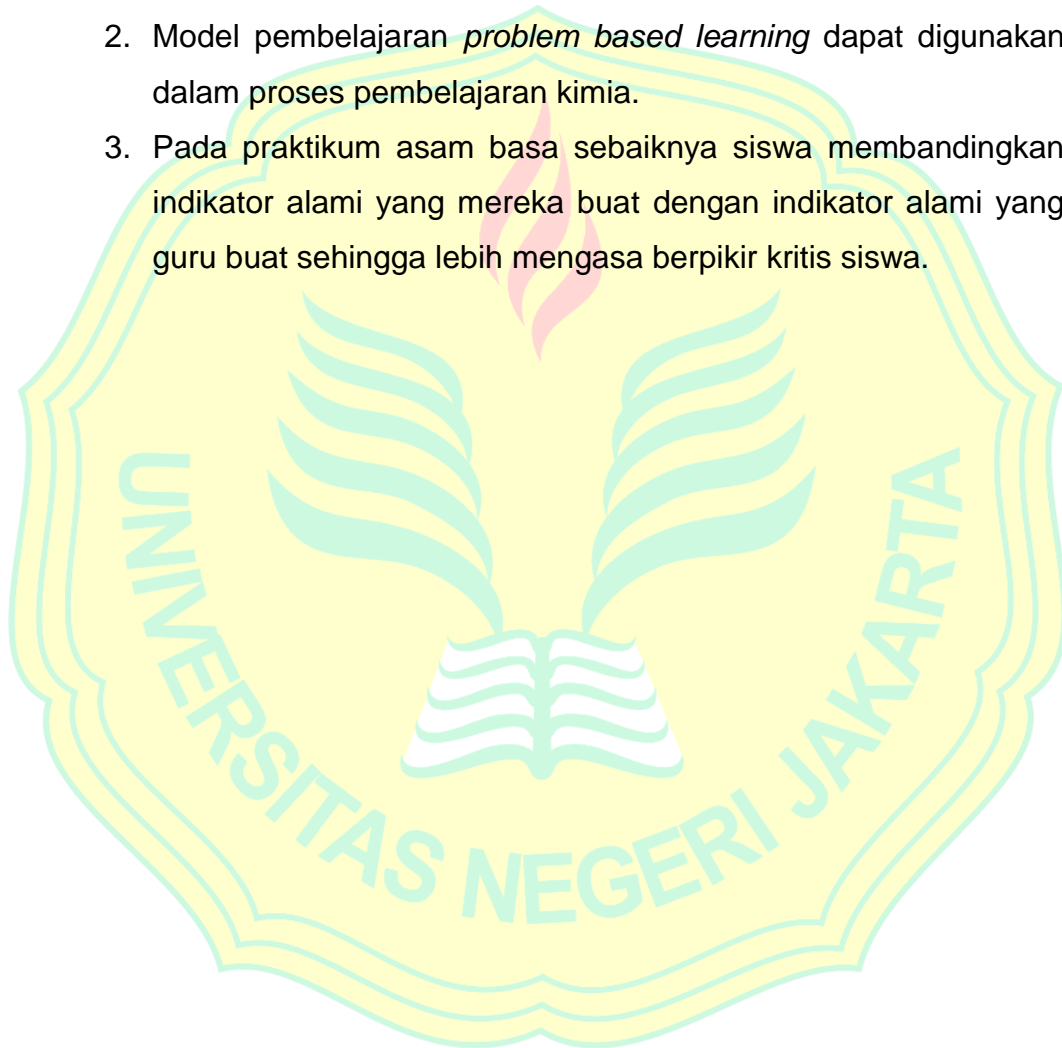 2. Model pembelajaran problem based learning dapat digunakan
dalam proses pembelajaran kimia.
3. Pada praktikum asam basa sebaiknya siswa membandingkan
indikator alami yang mereka buat dengan indikator alami yang
guru buat sehingga lebih mengasa berpikir kritis siswa.
UNIVERSITAS NEGERI JAKARTA